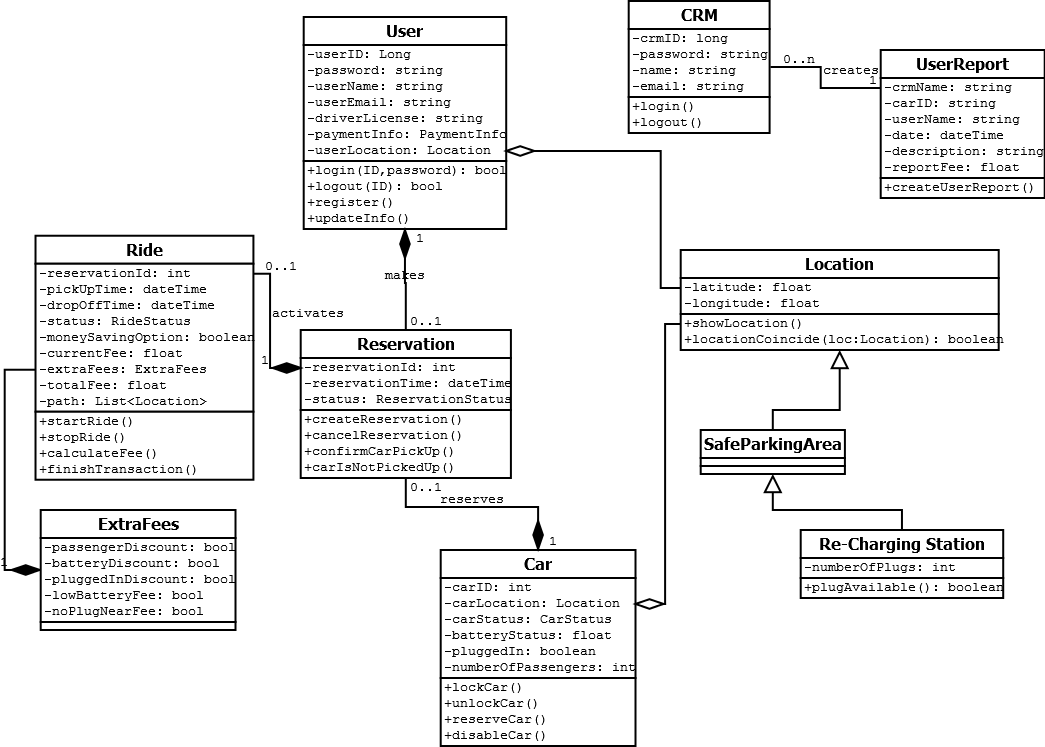 User
-userID: Long
-password: string
-userName: string
-userEmail: string
-driverLicense: string
-paymentInfo: PaymentInfo
-userLocation: Location
+login(ID,password): bool
+logout(ID): bool
+register()
+updateInfo()
CRM
-crmID: long
-password: string
-name: string
-email: string
+login()
+logout()
0..n
creates
1
UserReport
-crmName: string
-carID: string
-userName: string
-date: dateTime
-description: string
-reportFee: float
+createUserReport()
1
makes
0..1
Ride
-reservationId: int
-pickUpTime: dateTime
-dropOffTime: dateTime
-status: RideStatus
-moneySavingOption: boolean
-currentFee: float
-extraFees: ExtraFees
-totalFee: float
-path: List<Location>
+startRide()
+stopRide()
+calculateFee()
+finishTransaction()
0..1
activates
1
Reservation
-reservationId: int
-reservationTime: dateTime
-status: ReservationStatus
+createReservation()
+cancelReservation()
+confirmCarPickUp()
+carIsNotPickedUp()
Location
-latitude: float
-longitude: float
+showLocation()
+locationCoincide(loc:Location): boolean
SafeParkingArea
Re-Charging Station
-numberOfPlugs: int
+plugAvailable(): boolean
0..1
reserves
1
ExtraFees
-passengerDiscount: bool
-batteryDiscount: bool
-pluggedInDiscount: bool
-lowBatteryFee: bool
-noPlugNearFee: bool
1
Car
-carID: int
-carLocation: Location
-carStatus: CarStatus
-batteryStatus: float
-pluggedIn: boolean
-numberOfPassengers: int
+lockCar()
+unlockCar()
+reserveCar()
+disableCar()